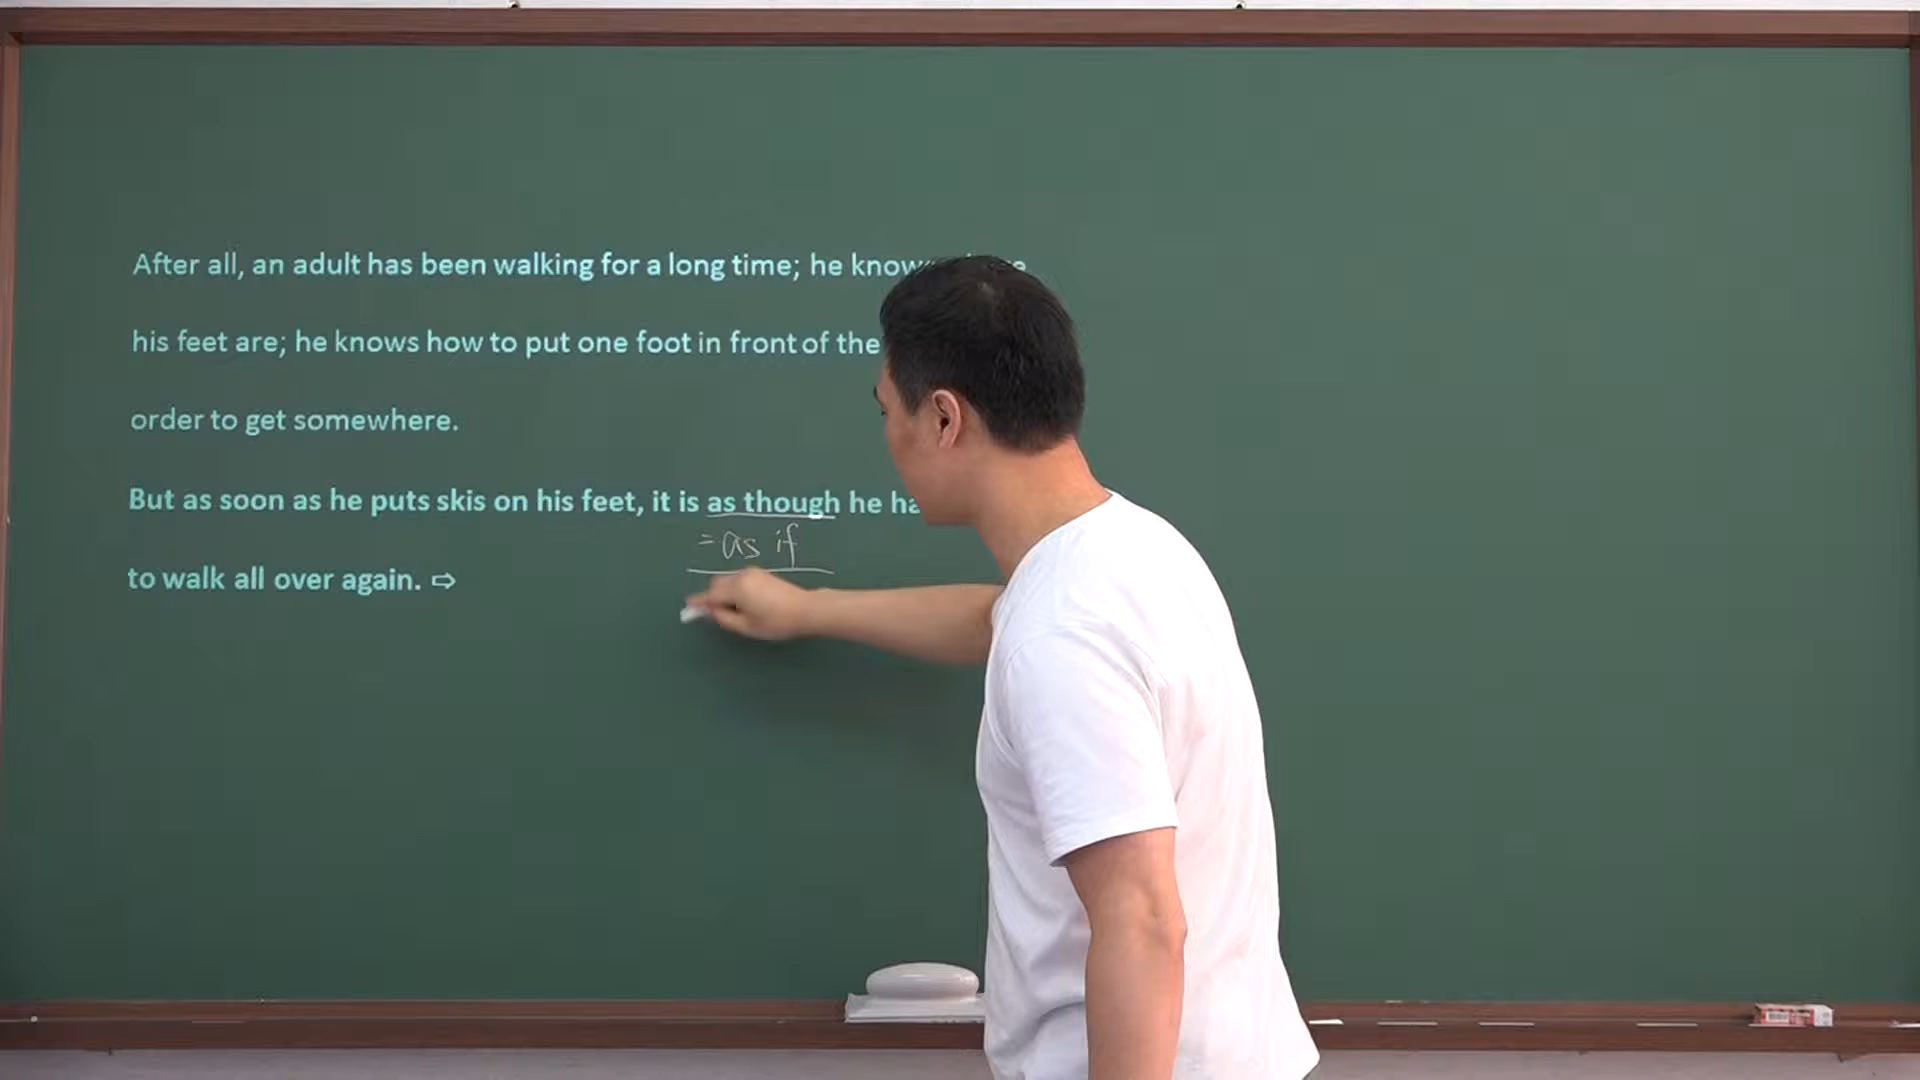 After all, an adult has been walking for a long time; he
his feet are; he knows how to put one foot in front of the
order to get somewhere.
But as soon as he puts skis on his feet, it is as though he
= as if
to walk all over again. ⇨